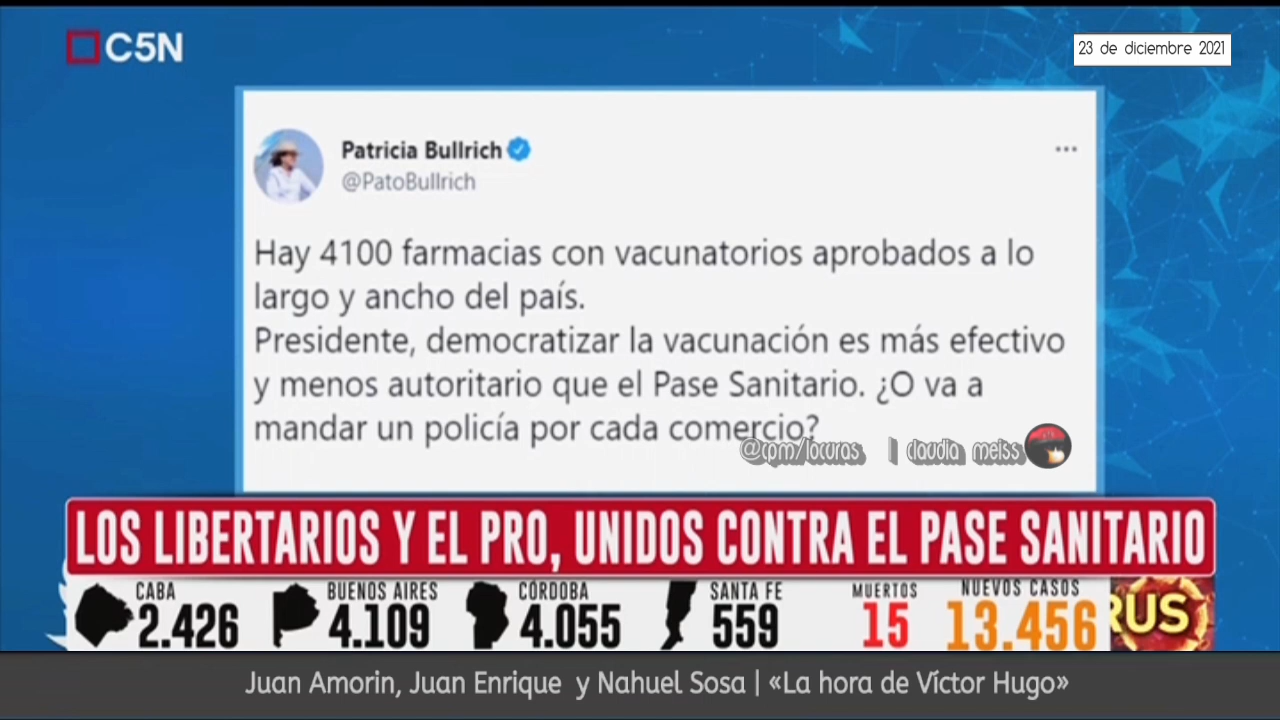 C5N
23 de diciembre 2021
Patricia Bullrich
@PatoBullrich
Hay 4100 farmacias con vacunatorios aprobados a lo
largo y ancho del país.
Presidente, democratizar la vacunación es más efectivo
y menos autoritario que el Pase Sanitario. ¿O va a
mandar un policía por cada comercio?
@cpm/locuras | claudia meiss
LOS LIBERTARIOS Y EL PRO, UNIDOS CONTRA EL PASE SANITARIO
CABA BUENOS AIRES CÓRDOBA SANTA FE MUERTOS NUEVOS CASOS
2.426 4.109 4.055 559 15 13.456 RUS
Juan Amorin, Juan Enrique y Nahuel Sosa | «La hora de Víctor Hugo»